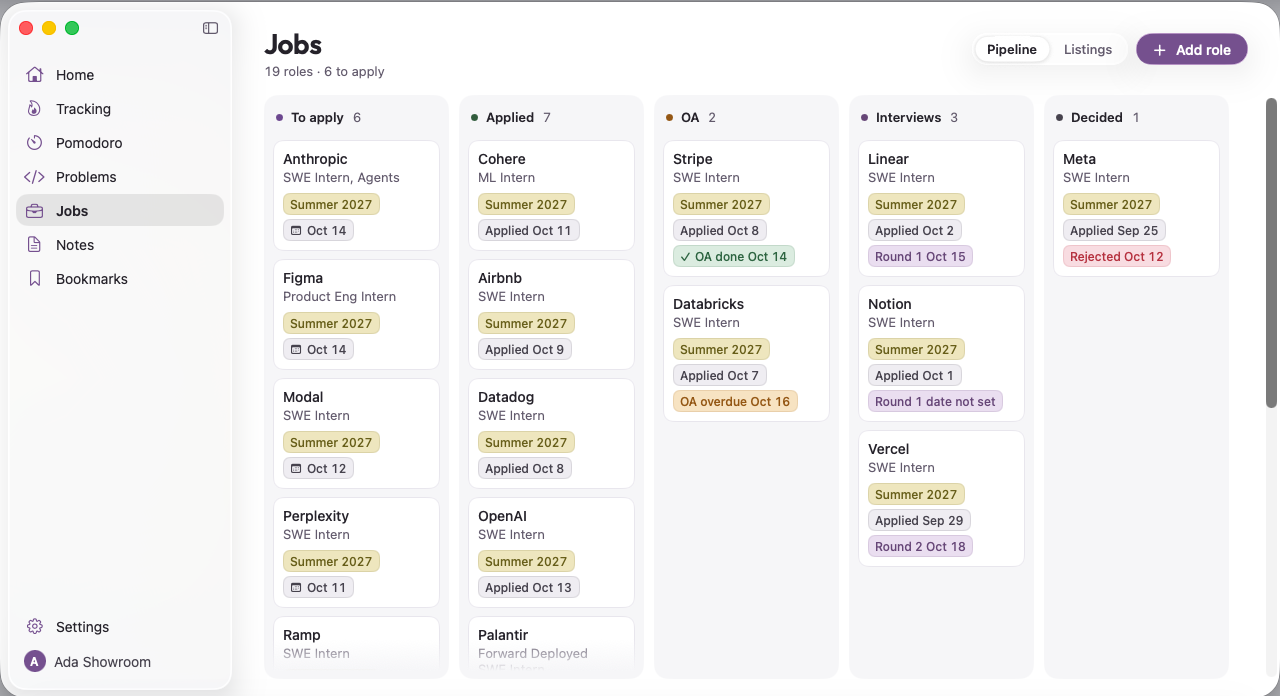 Home
Tracking
Pomodoro
Problems
Jobs
Notes
Bookmarks
Settings
A
Ada Showroom
Jobs
19 roles · 6 to apply
Pipeline
Listings
+ Add role
To apply 6
Anthropic
SWE Intern, Agents
Summer 2027
Oct 14
Figma
Product Eng Intern
Summer 2027
Oct 14
Modal
SWE Intern
Summer 2027
Oct 12
Perplexity
SWE Intern
Summer 2027
Oct 11
Ramp
SWE Intern
Applied 7
Cohere
ML Intern
Summer 2027
Applied Oct 11
Airbnb
SWE Intern
Summer 2027
Applied Oct 9
Datadog
SWE Intern
Summer 2027
Applied Oct 8
OpenAI
SWE Intern
Summer 2027
Applied Oct 13
Palantir
Forward Deployed
SWE Intern
OA 2
Stripe
SWE Intern
Summer 2027
Applied Oct 8
✓ OA done Oct 14
Databricks
SWE Intern
Summer 2027
Applied Oct 7
OA overdue Oct 16
Interviews 3
Linear
SWE Intern
Summer 2027
Applied Oct 2
Round 1 Oct 15
Notion
SWE Intern
Summer 2027
Applied Oct 1
Round 1 date not set
Vercel
SWE Intern
Summer 2027
Applied Sep 29
Round 2 Oct 18
Decided 1
Meta
SWE Intern
Summer 2027
Applied Sep 25
Rejected Oct 12